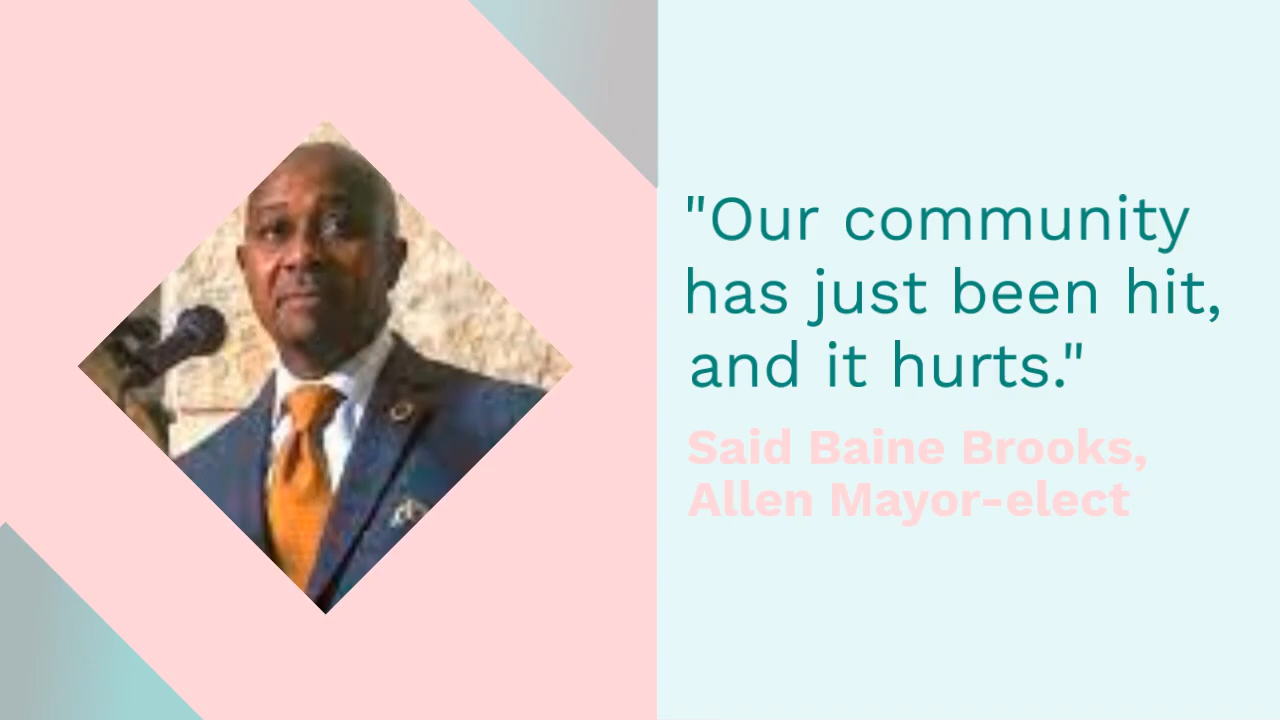 "Our community
has just been hit,
and it hurts."
Said Baine Brooks,
Allen Mayor-elect